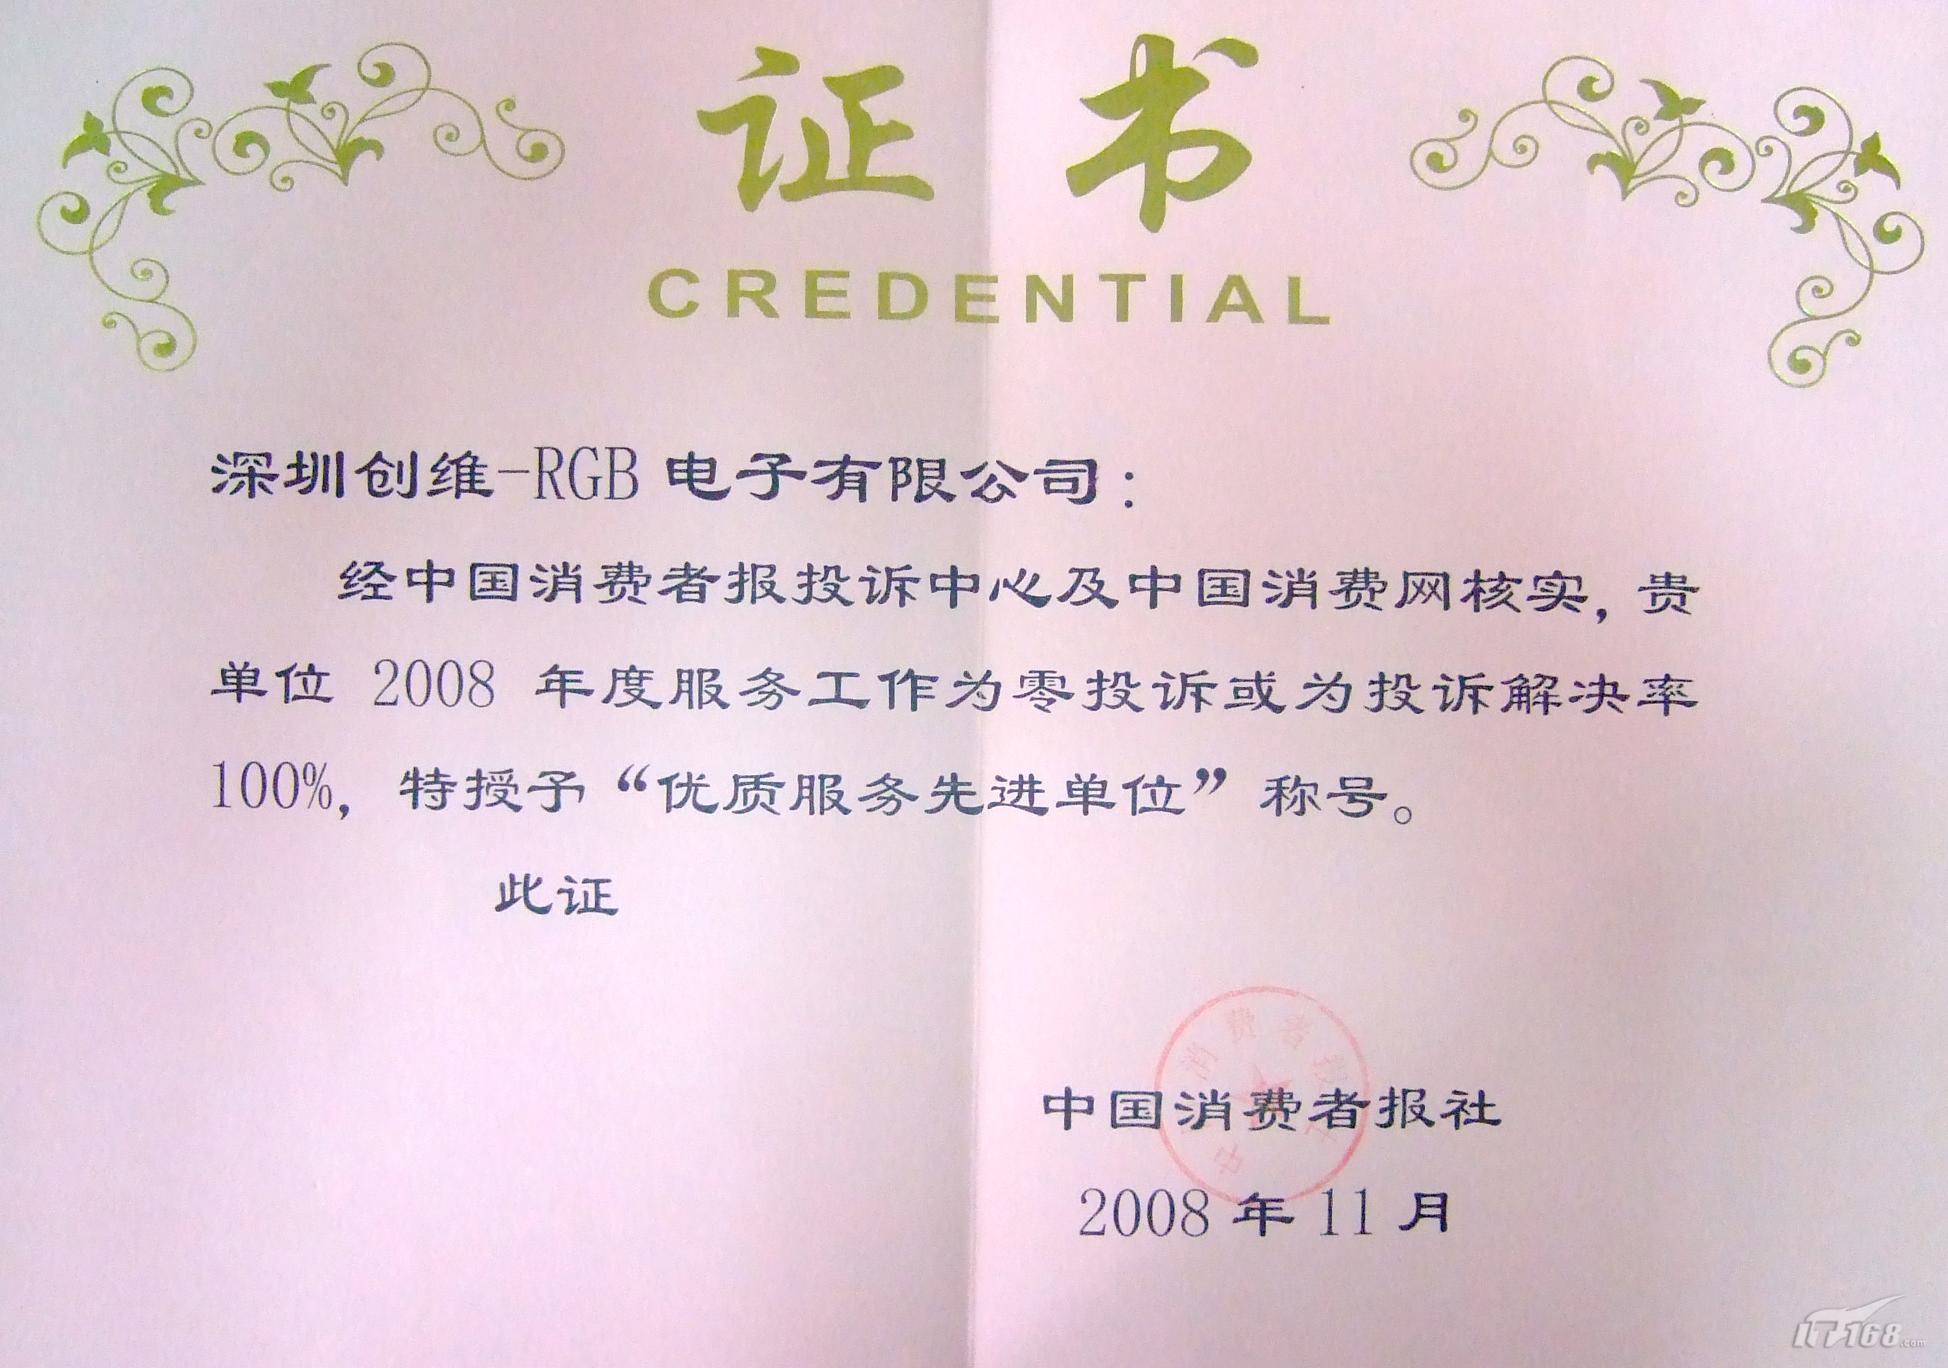 证书
CREDENTIAL
深圳创维-RGB电子有限公司：
经中国消费者报投诉中心及中国消费网核实，贵
单位 2008 年度服务工作为零投诉或为投诉解决率
100%，特授予“优质服务先进单位”称号。
此证
中国消费者报社
2008年11月
IT168.com